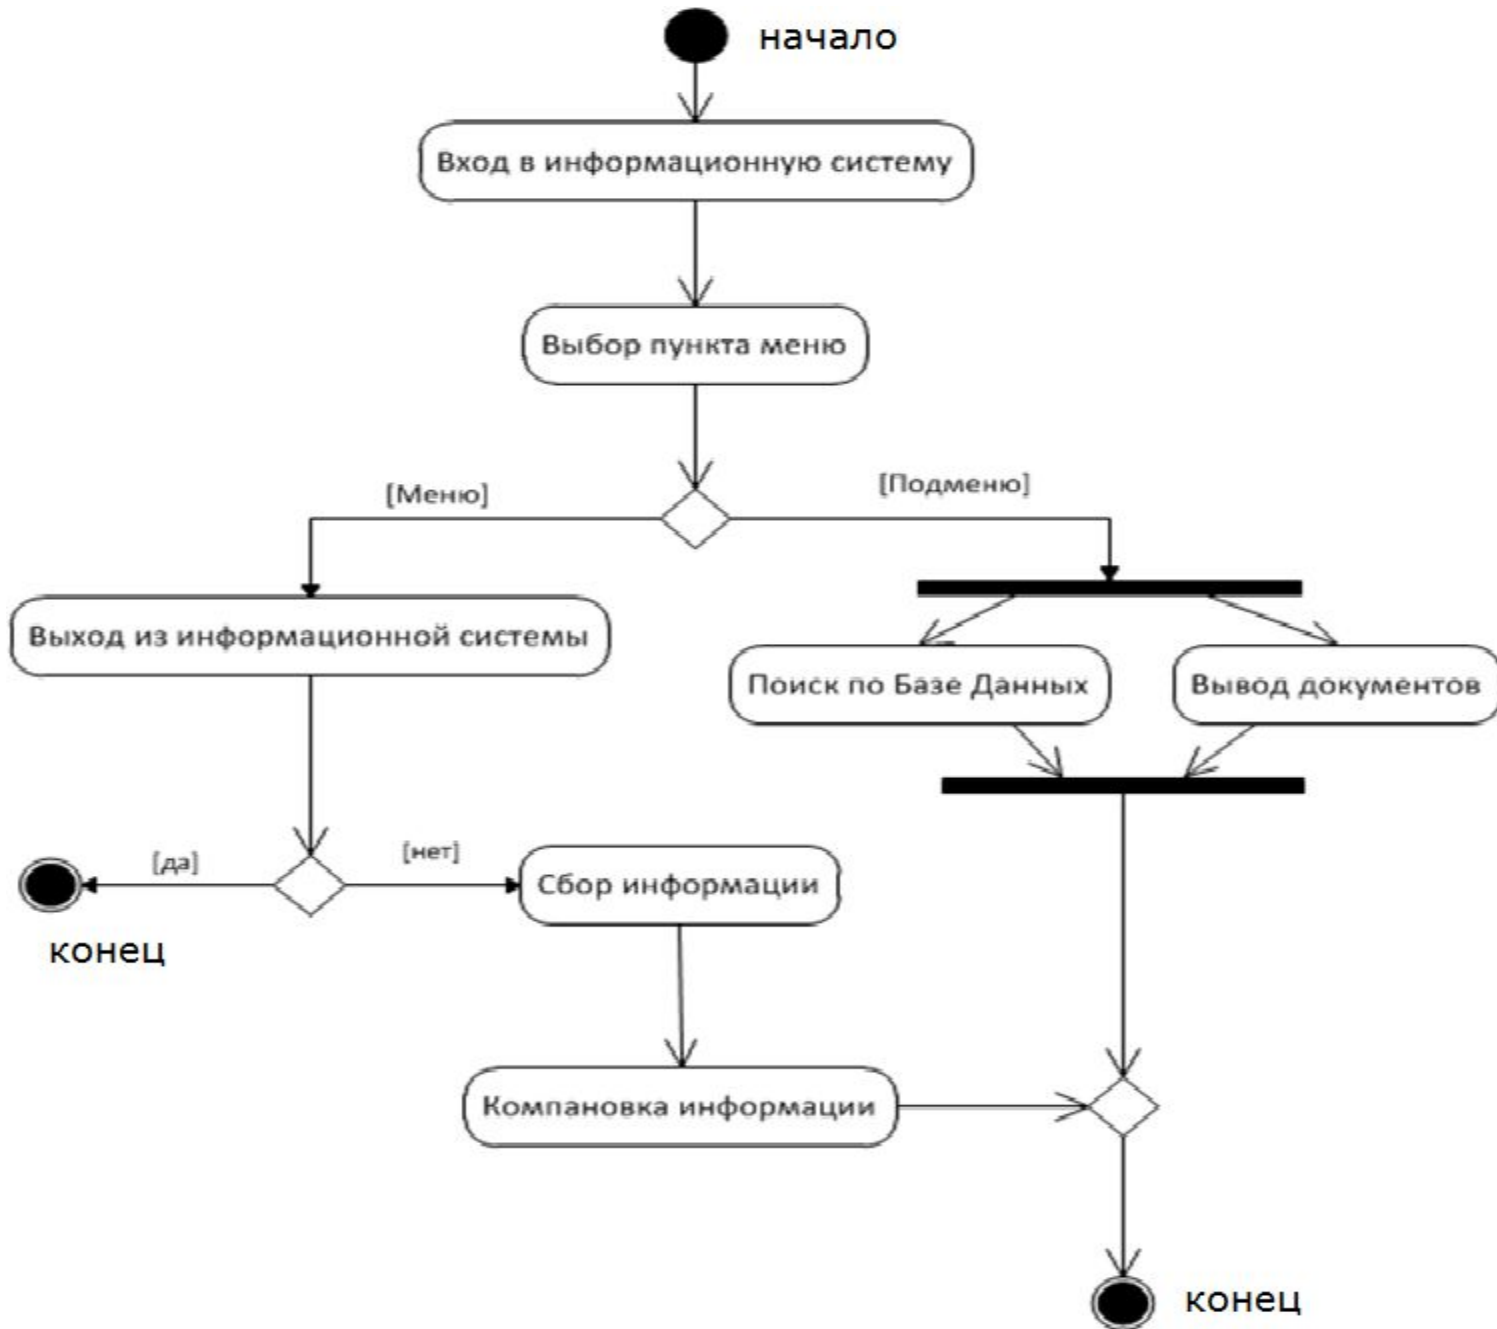 начало
Вход в информационную систему
Выбор пункта меню
[Меню]
[Подменю]
Выход из информационной системы
Поиск по Базе Данных
Вывод документов
[да]
[нет]
Сбор информации
конец
Компановка информации
конец